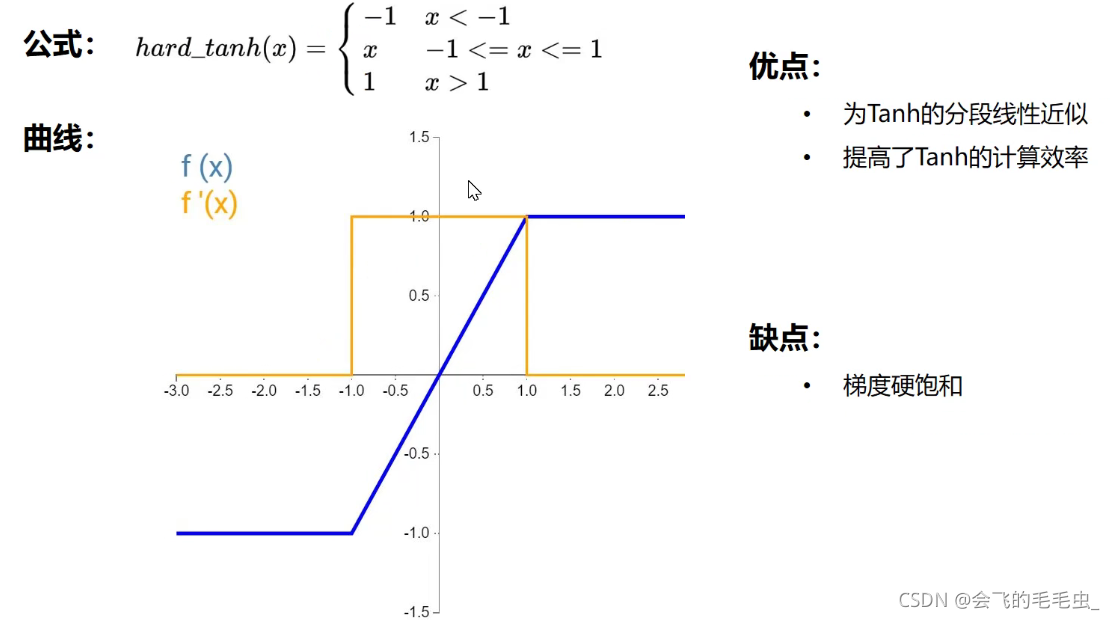 公式：
hard_tanh(x) = { -1 x < -1
x -1 <= x <= 1
1 x > 1
曲线：
f (x)
f '(x)
1.5
1.0
0.5
-3.0 -2.5 -2.0 -1.5 -1.0 -0.5 0.5 1.0 1.5 2.0 2.5
-0.5
-1.0
-1.5
优点：
• 为Tanh的分段线性近似
• 提高了Tanh的计算效率
缺点：
• 梯度硬饱和
CSDN @会飞的毛毛虫_